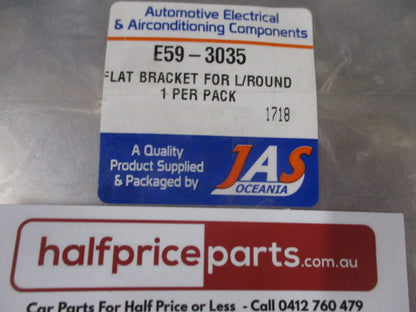 Automotive Electrical
& Airconditioning Components
E59-3035
FLAT BRACKET FOR L/ROUND
1 PER PACK
1718
A Quality
Product Supplied
& Packaged by
JAS
OCEANIA
halfpriceparts.com.au
Car Parts For Half Price or Less - Call 0412 760 479